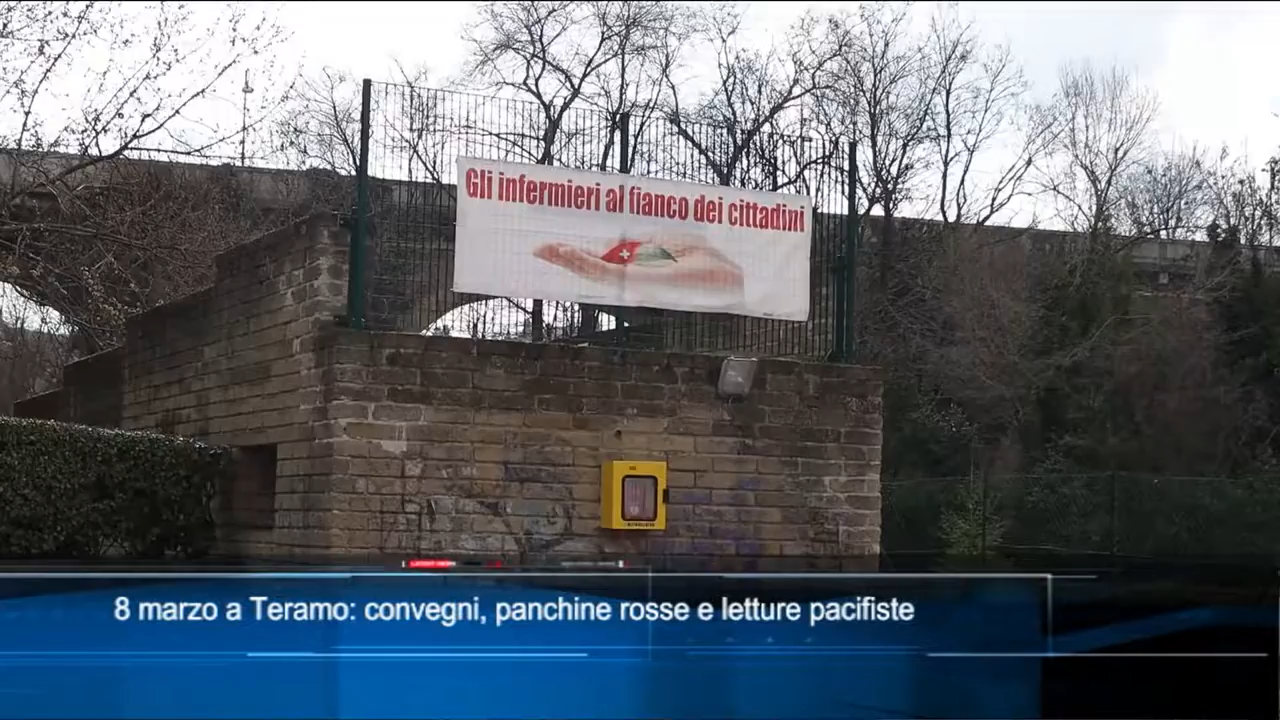 Gli infermieri al fianco dei cittadini
8 marzo a Teramo: convegni, panchine rosse e letture pacifiste